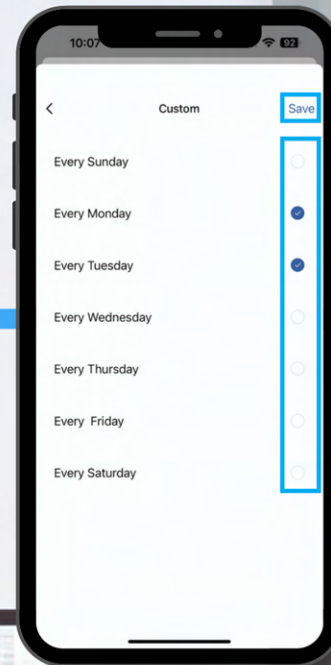 10:07
92
Custom
Save
Every Sunday
Every Monday
Every Tuesday
Every Wednesday
Every Thursday
Every  Friday
Every Saturday